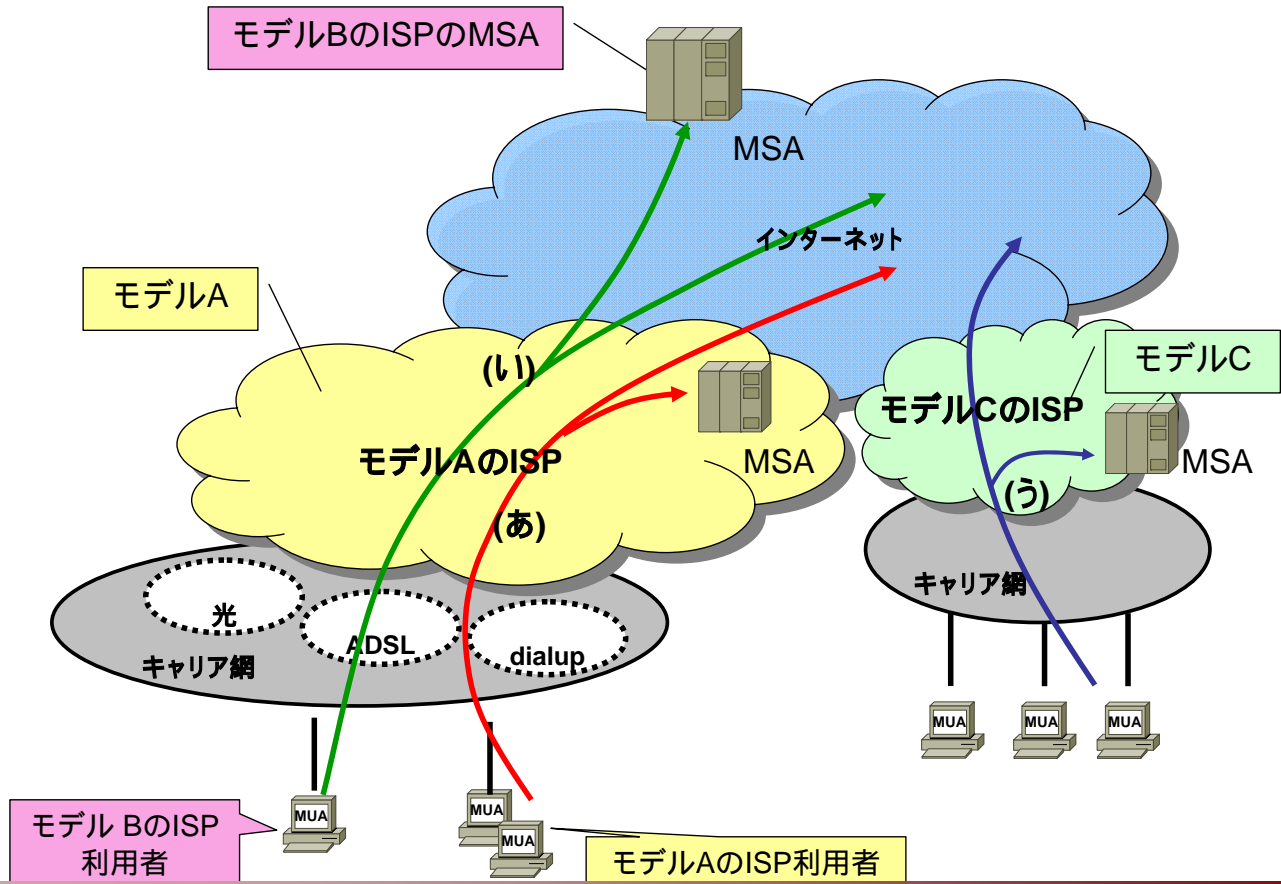 モデルBのISPのMSA
MSA
インターネット
モデルA
(い)
モデルC
モデルCのISP
モデルAのISP
MSA
MSA
(う)
(あ)
キャリア網
光
ADSL
dialup
キャリア網
MUA
MUA
MUA
MUA
MUA
MUA
モデル BのISP
利用者
モデルAのISP利用者